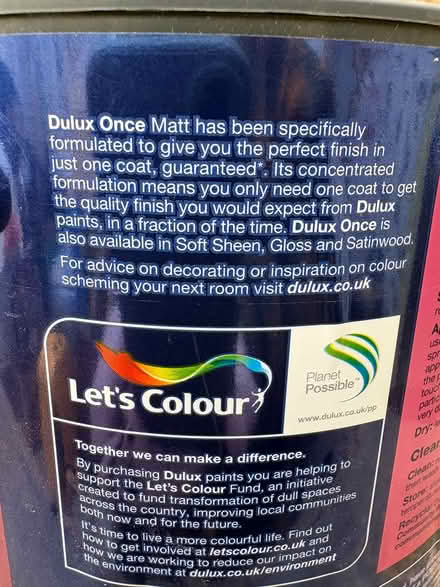 Dulux Once Matt has been specifically
formulated to give you the perfect finish in
just one coat, guaranteed*. Its concentrated
formulation means you only need one coat to get
the quality finish you would expect from Dulux
paints, in a fraction of the time. Dulux Once is
also available in Soft Sheen, Gloss and Satinwood.
For advice on decorating or inspiration on colour
scheming your next room visit dulux.co.uk
Let's Colour
Planet
Possible™
www.dulux.co.uk/pp
Together we can make a difference.
By purchasing Dulux paints you are helping to
support the Let's Colour Fund, an initiative
created to fund transformation of dull spaces
across the country, improving local communities
both now and for the future.
It's time to live a more colourful life. Find out
how to get involved at letscolour.co.uk and
how we are working to reduce our impact on
the environment at dulux.co.uk/environment
Dry: